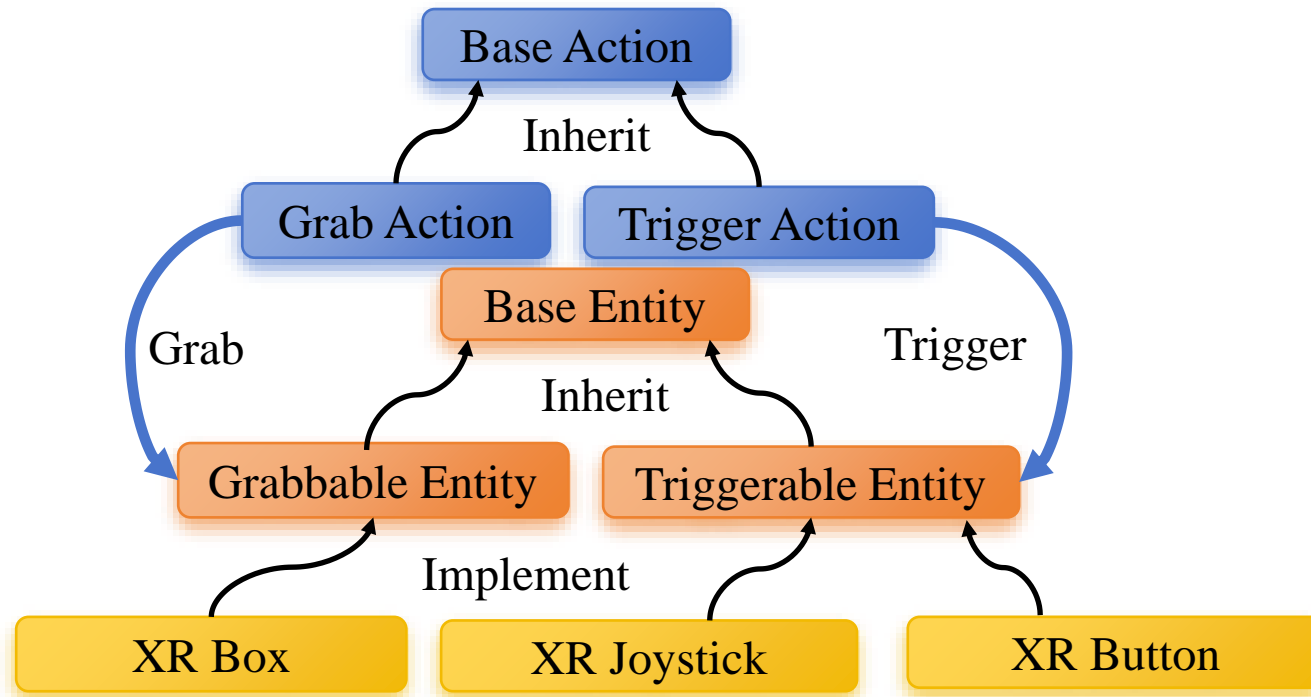 Base Action
Inherit
Grab Action
Trigger Action
Base Entity
Grab
Trigger
Inherit
Grabbable Entity
Triggerable Entity
Implement
XR Box
XR Joystick
XR Button